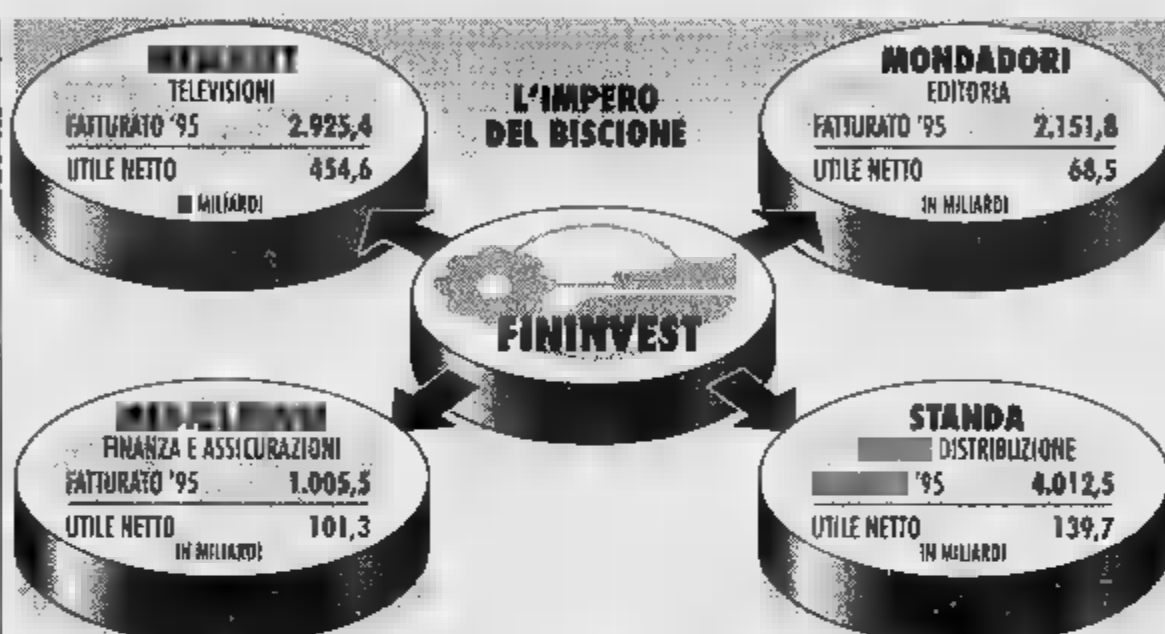 TELEVISIONI
FATTURATO '95 2.925,4
UTILE NETTO 454,6
MILIARDI
L'IMPERO
DEL BISCIONE
MONDADORI
EDITORIA
FATTURATO '95 2.151,8
UTILE NETTO 68,5
IN MILIARDI
FININVEST
FINANZA E ASSICURAZIONI
FATTURATO '95 1.005,5
UTILE NETTO 101,3
IN MILIARDI
STANDA
DISTRIBUZIONE
'95 4.012,5
UTILE NETTO 139,7
IN MILIARDI